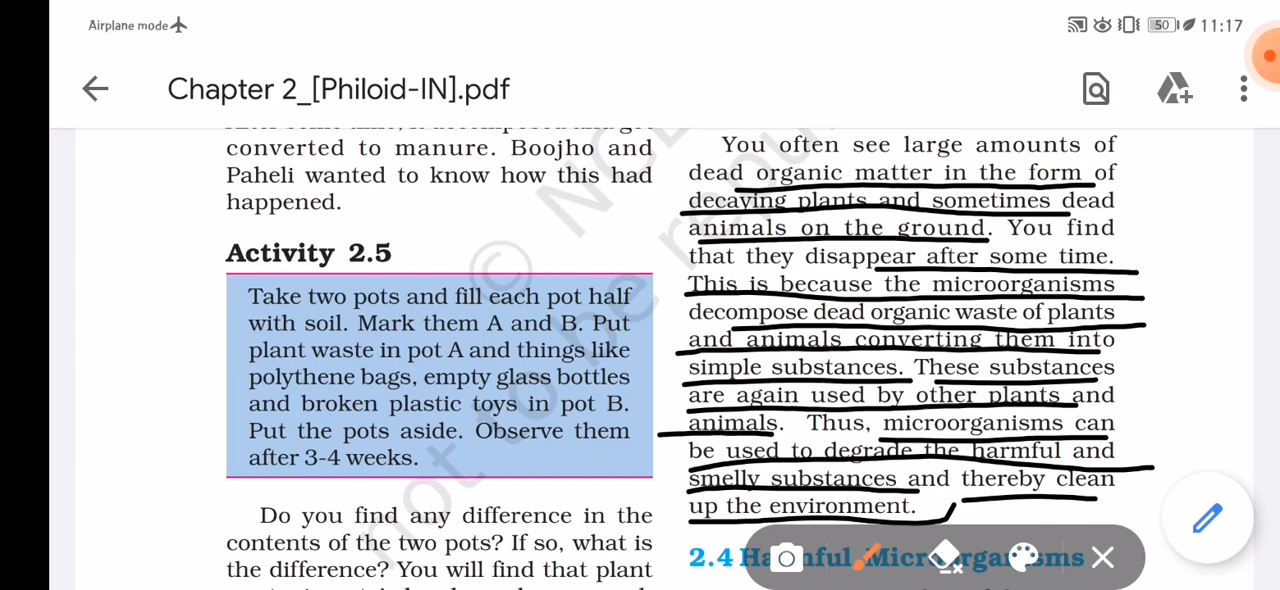 Airplane mode
50
11:17
Chapter 2_[Philoid-IN].pdf
converted to manure. Boojho and
Paheli wanted to know how this had
happened.
Activity 2.5
Take two pots and fill each pot half
with soil. Mark them A and B. Put
plant waste in pot A and things like
polythene bags, empty glass bottles
and broken plastic toys in pot B.
Put the pots aside. Observe them
after 3-4 weeks.
Do you find any difference in the
contents of the two pots? If so, what is
the difference? You will find that plant
You often see large amounts of
dead organic matter in the form of
decaying plants and sometimes dead
animals on the ground. You find
that they disappear after some time.
This is because the microorganisms
decompose dead organic waste of plants
and animals converting them into
simple substances. These substances
are again used by other plants and
animals. Thus, microorganisms can
be used to degrade the harmful and
smelly substances and thereby clean
up the environment.
2.4 Harmful Microorganisms
© NC
not to be repu